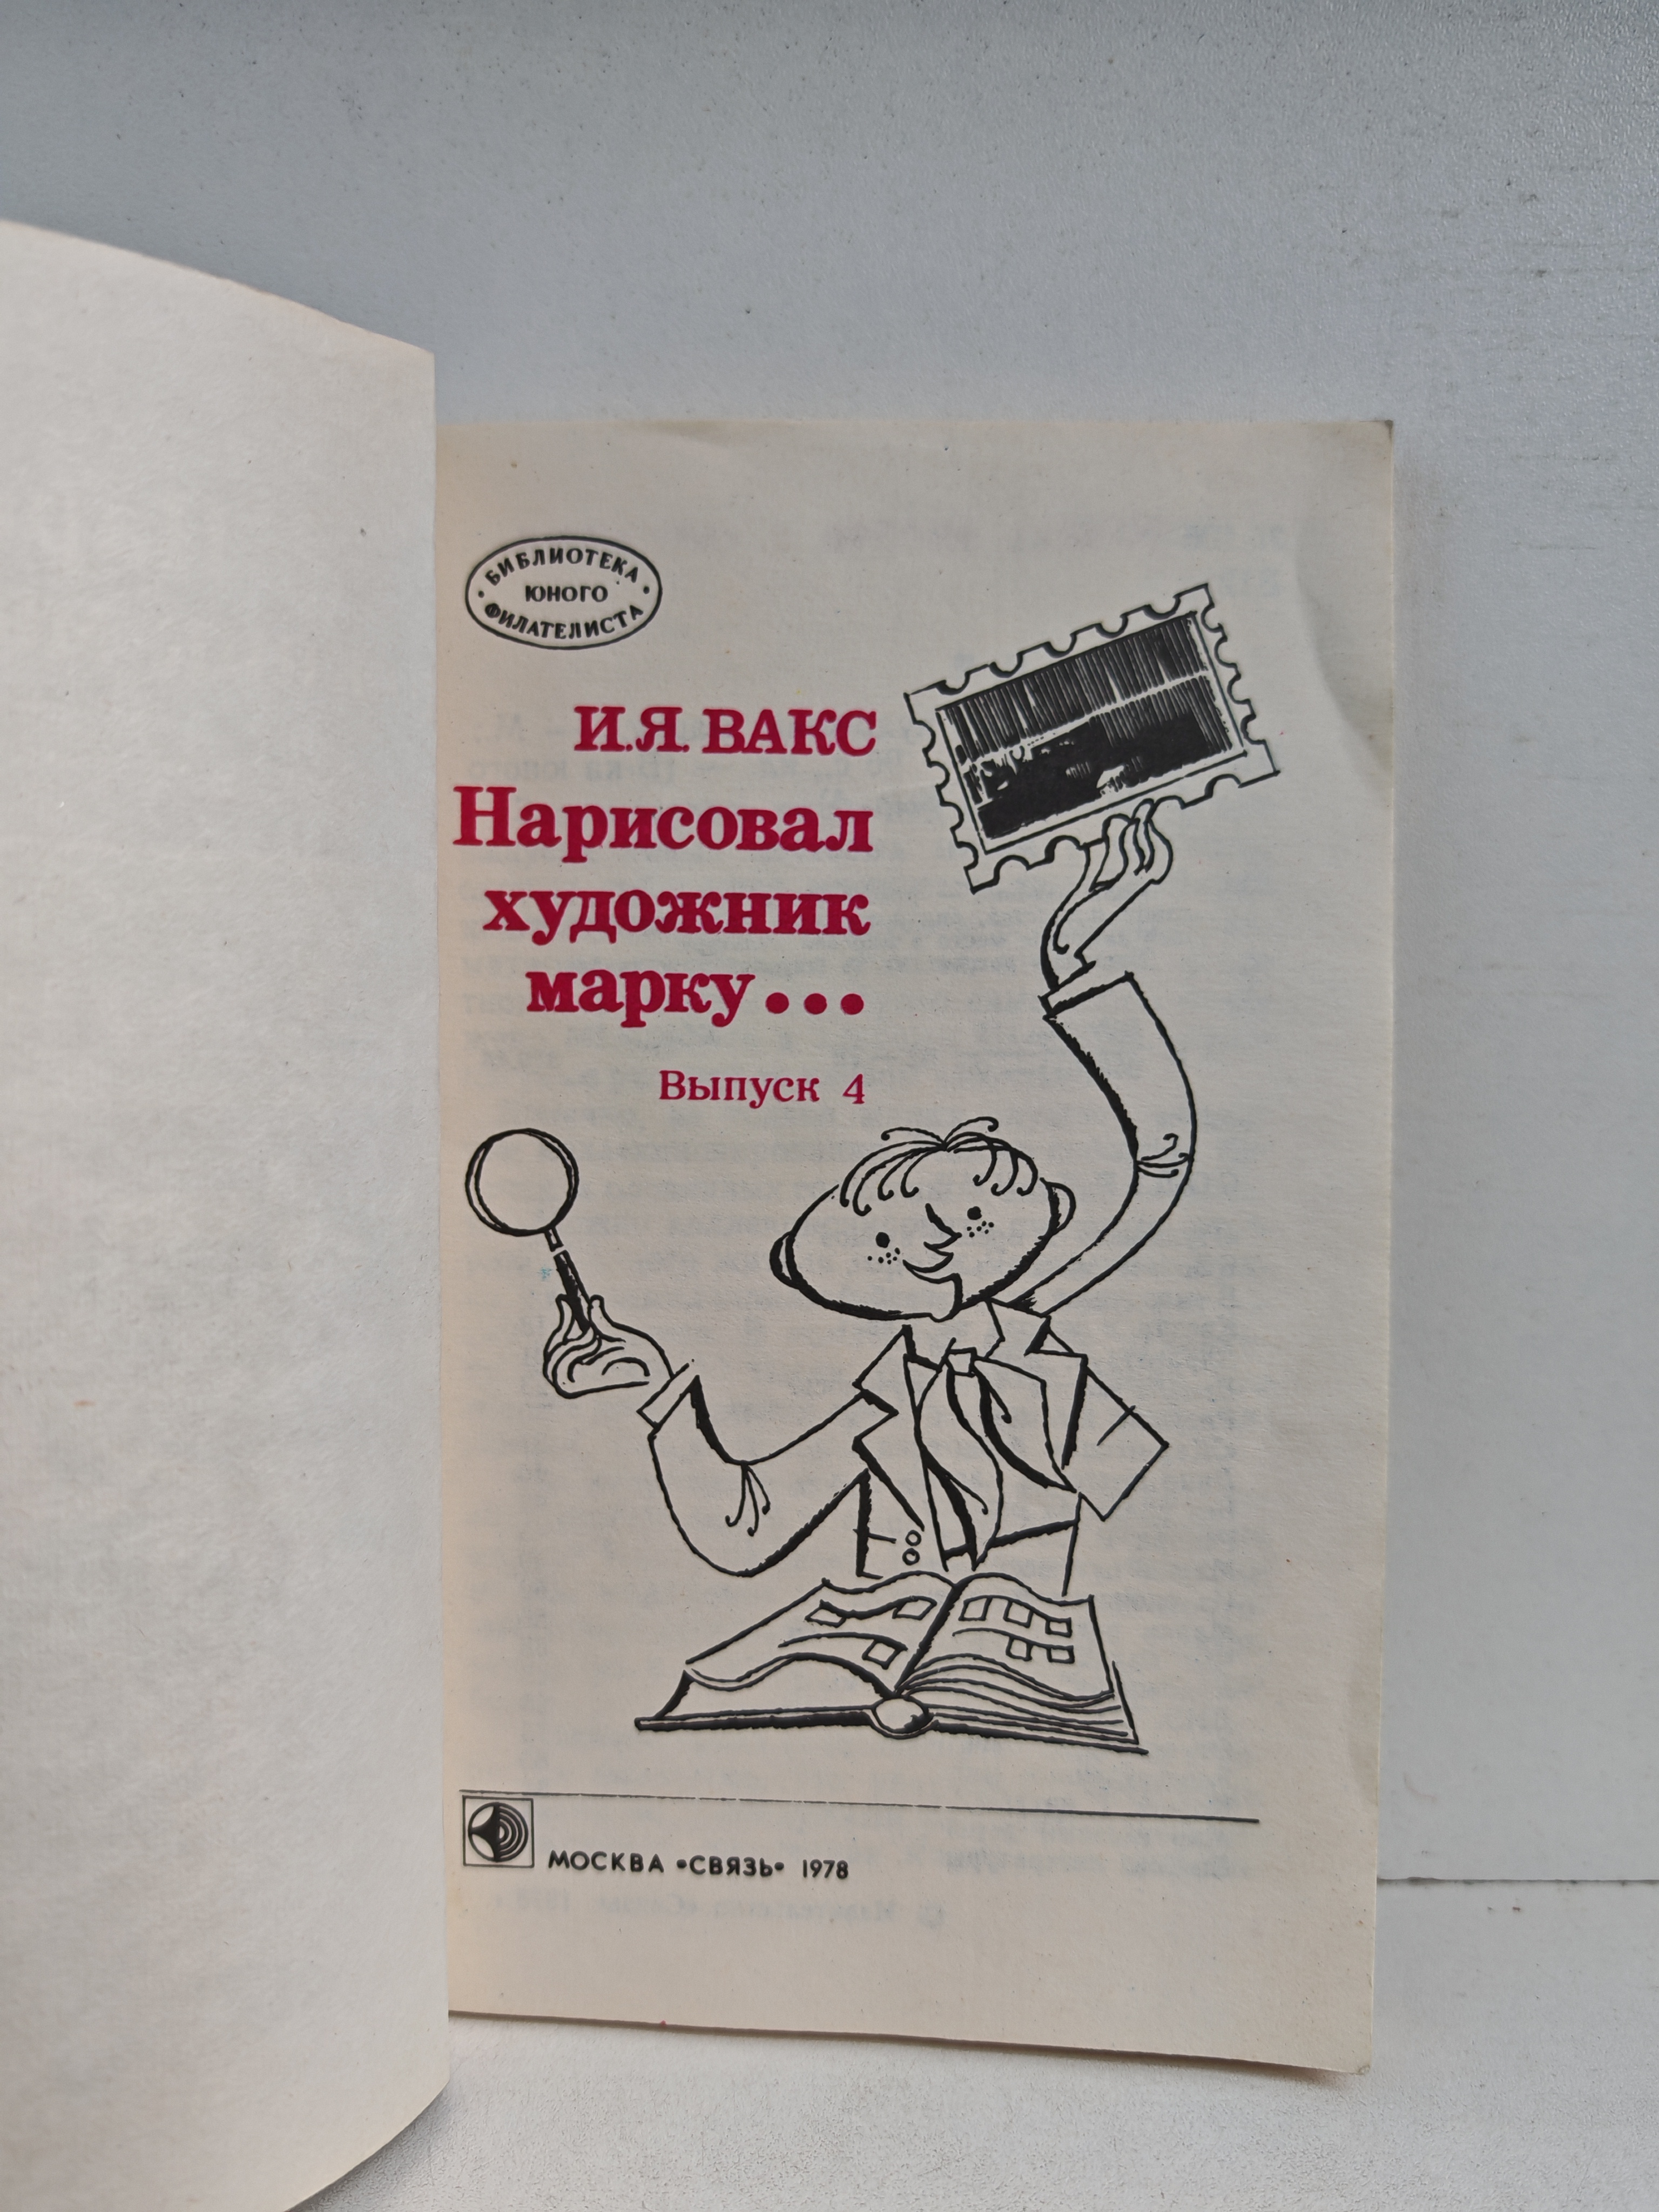 БИБЛИОТЕКА
ЮНОГО
ФИЛАТЕЛИСТА
И.Я. ВАКС
Нарисовал
художник
марку...
Выпуск 4
МОСКВА «СВЯЗЬ» 1978